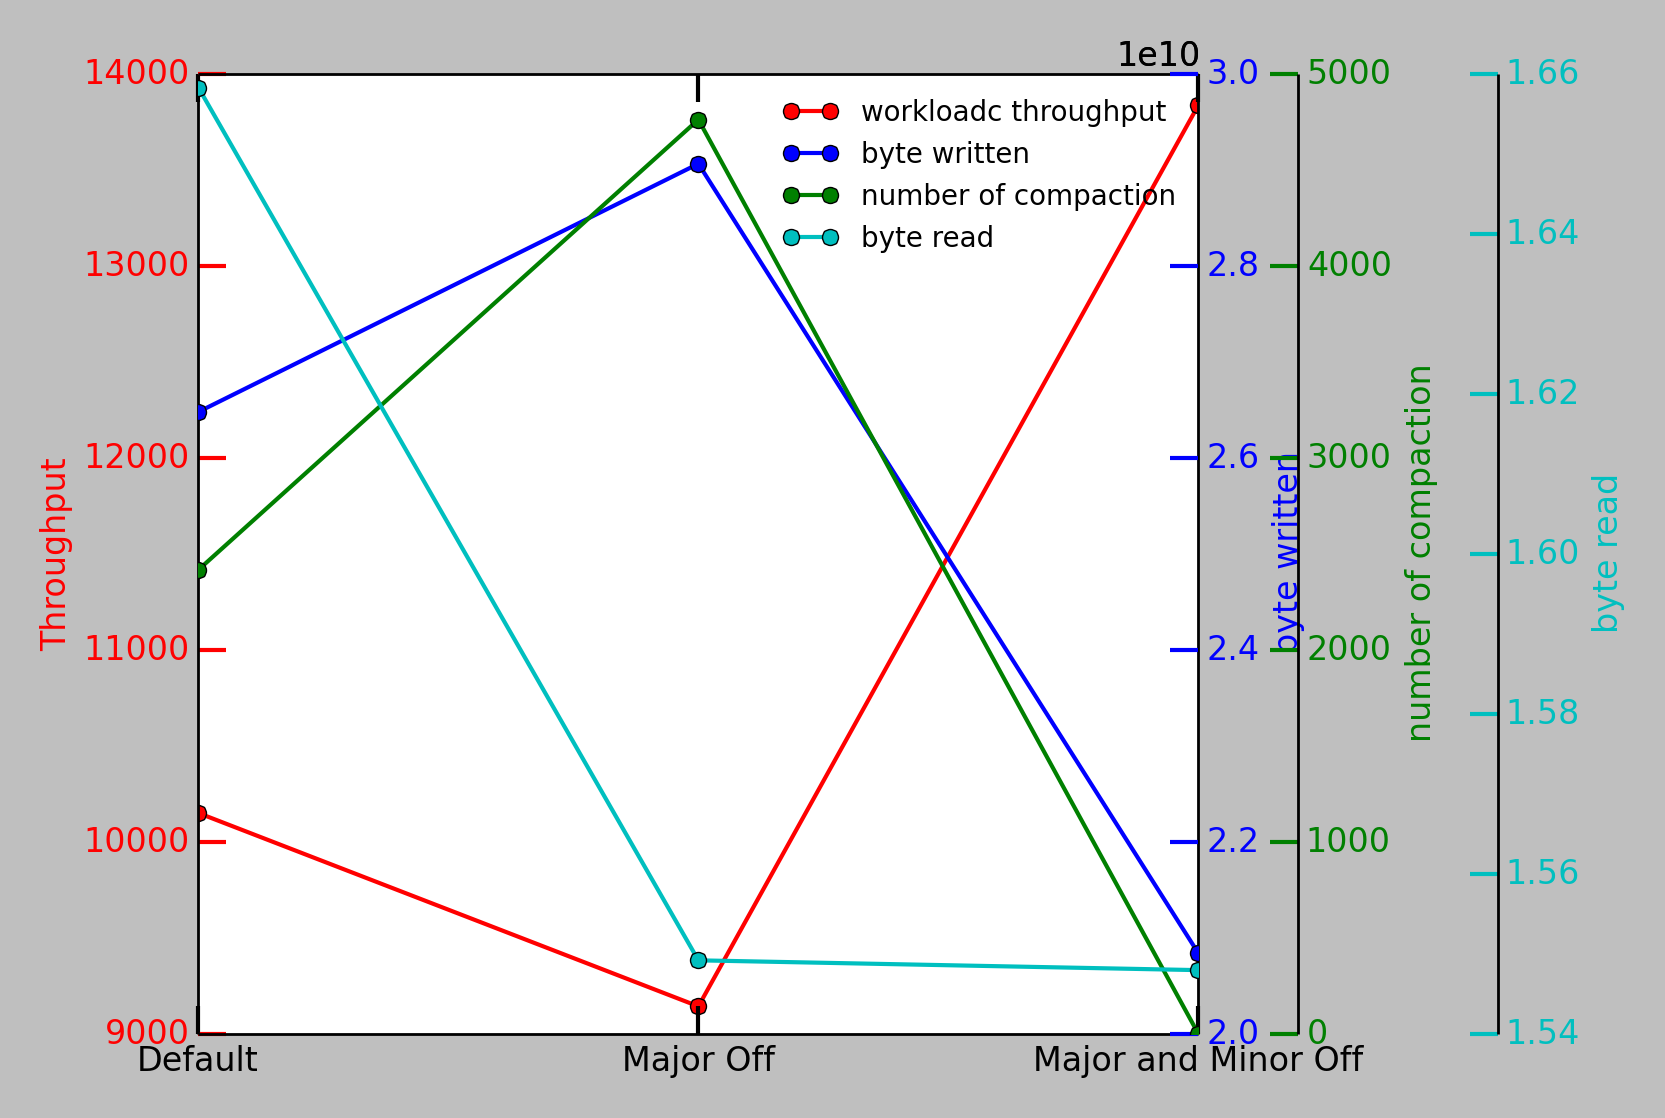 1e10
14000
13000
12000
11000
10000
9000
Throughput
workloadc throughput
byte written
number of compaction
byte read
3.0
2.8
2.6
2.4
2.2
2.0
byte written
5000
4000
3000
2000
1000
0
number of compaction
1.66
1.64
1.62
1.60
1.58
1.56
1.54
byte read
Default
Major Off
Major and Minor Off